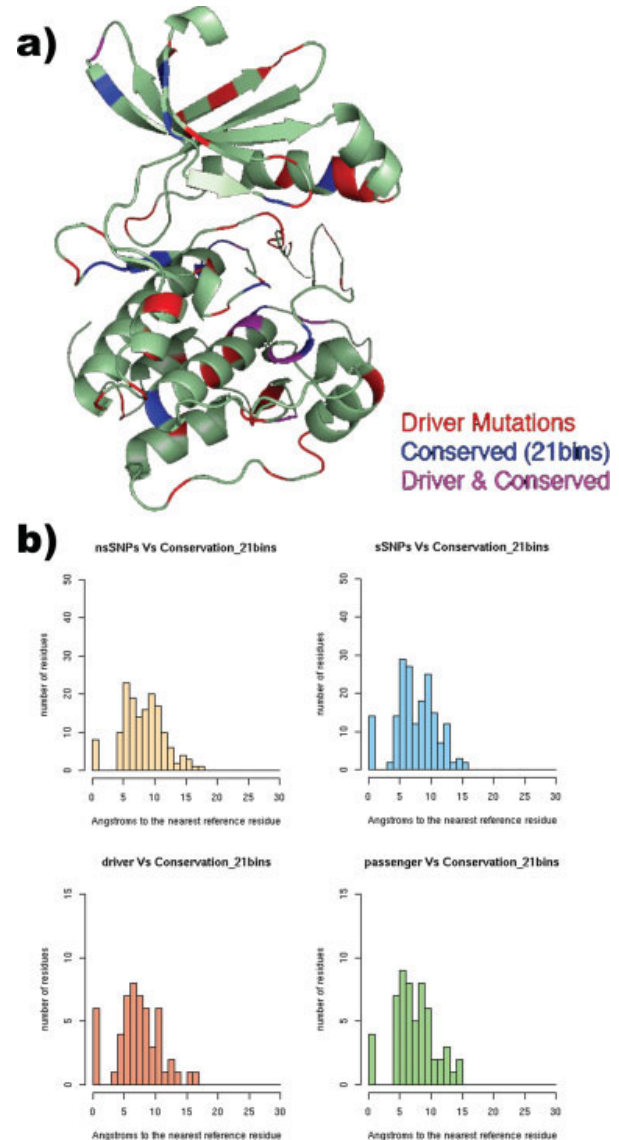 a)
Driver Mutations
Conserved (21bins)
Driver & Conserved
b)
nsSNPs Vs Conservation_21bins
number of residues
50
40
30
20
10
0
0 5 10 15 20 25 30
Angstroms to the nearest reference residue
sSNPs Vs Conservation_21bins
number of residues
50
40
30
20
10
0
0 5 10 15 20 25 30
Angstroms to the nearest reference residue
driver Vs Conservation_21bins
number of residues
15
10
5
0
0 5 10 15 20 25 30
Angstroms to the nearest reference residue
passenger Vs Conservation_21bins
number of residues
15
10
5
0
0 5 10 15 20 25 30
Angstroms to the nearest reference residue